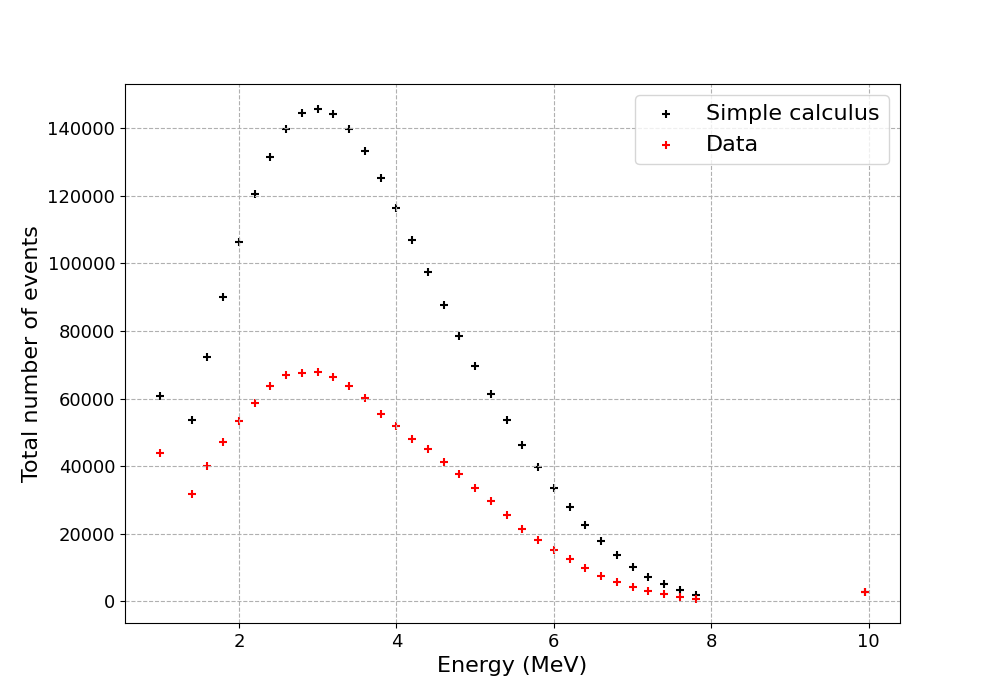 Simple calculus
Data
Total number of events
140000
120000
100000
80000
60000
40000
20000
0
2 4 6 8 10
Energy (MeV)